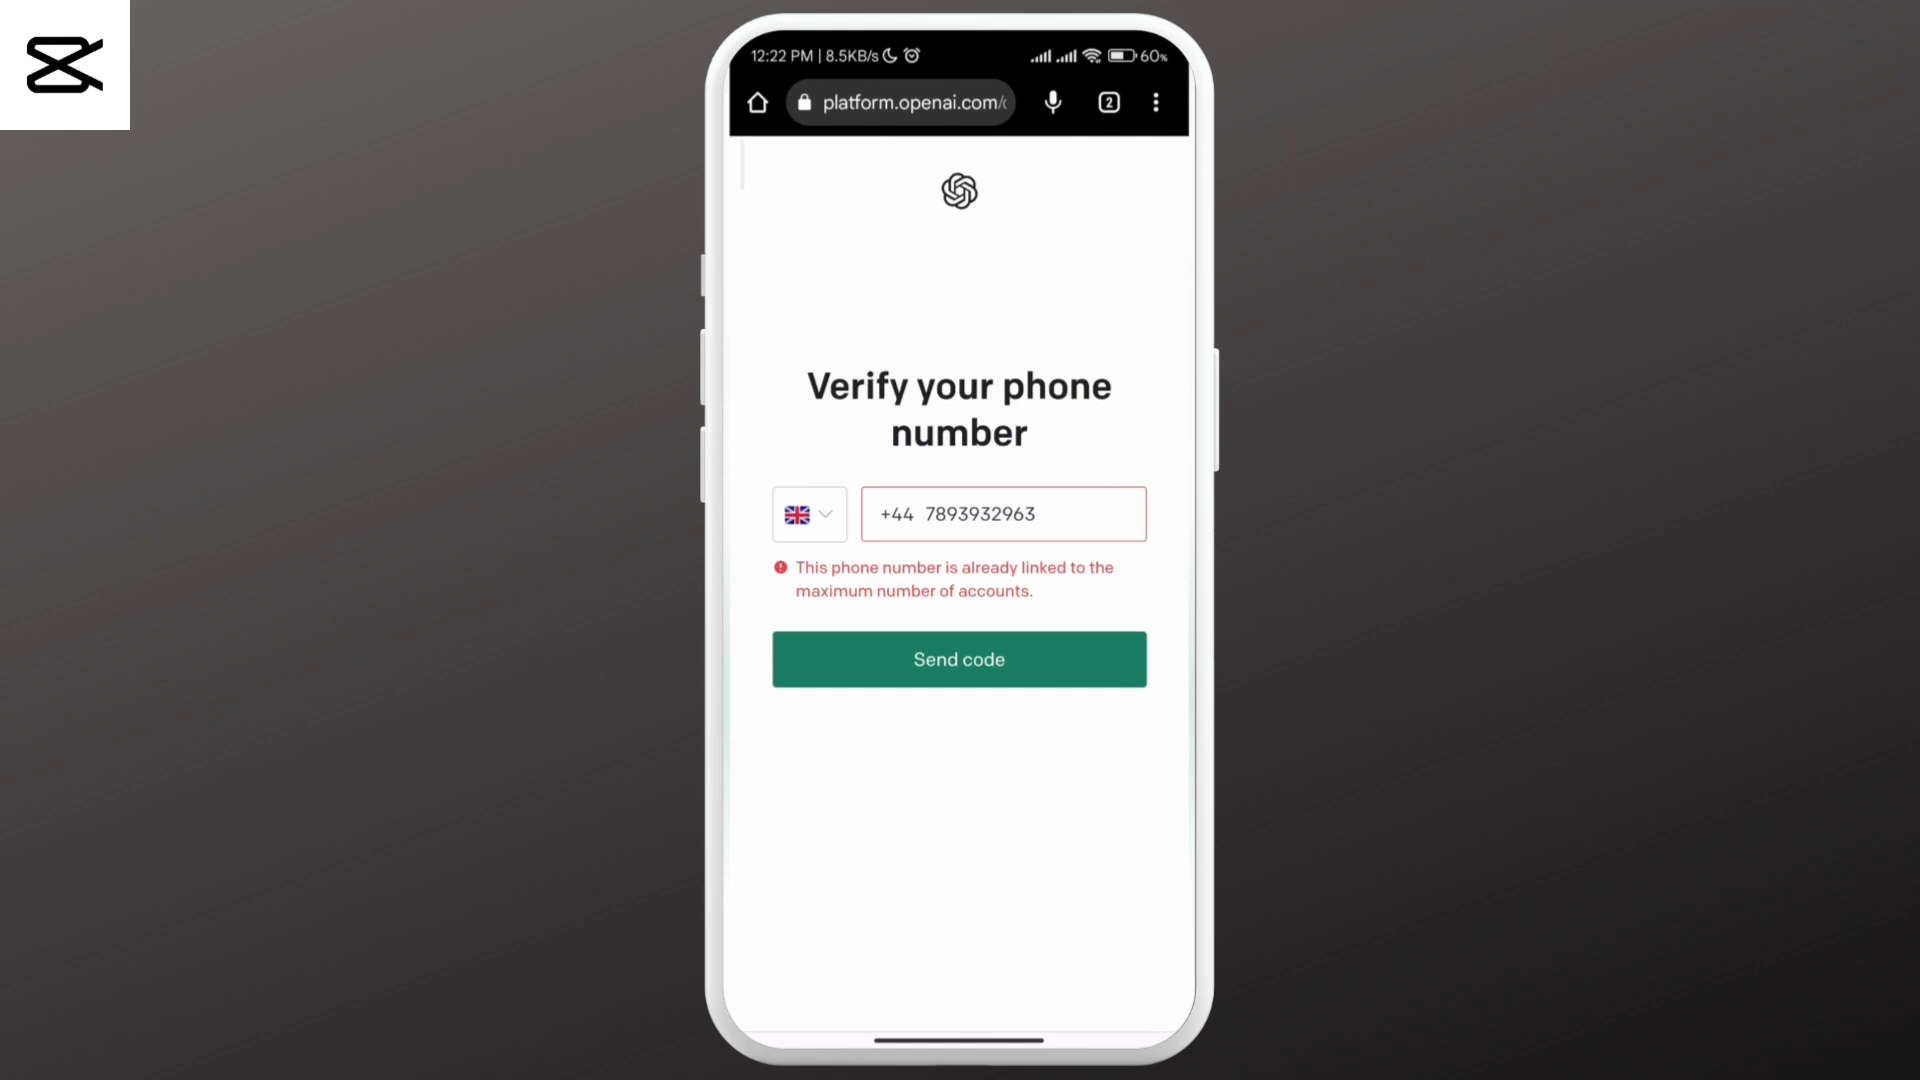 12:22 PM | 8.5KB/s
60%
platform.openai.com/
2
Verify your phone
number
+44 7893932963
This phone number is already linked to the
maximum number of accounts.
Send code